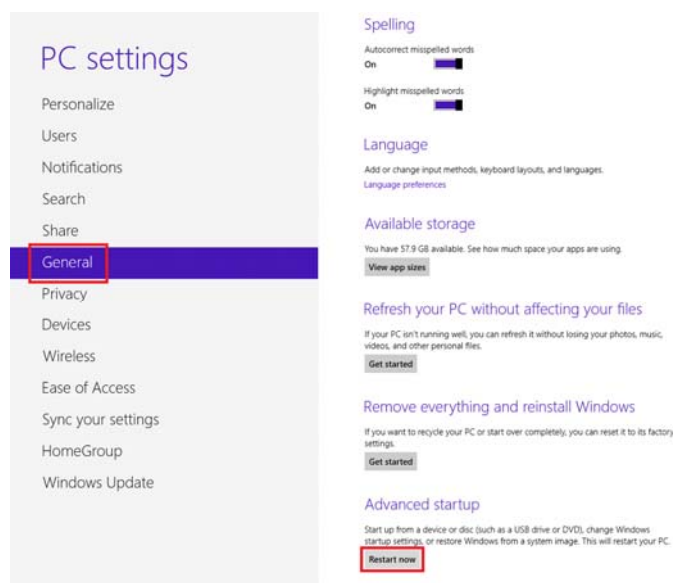 PC settings
Personalize
Users
Notifications
Search
Share
General
Privacy
Devices
Wireless
Ease of Access
Sync your settings
HomeGroup
Windows Update
Spelling
Autocorrect misspelled words
On
Highlight misspelled words
On
Language
Add or change input methods, keyboard layouts, and languages.
Language preferences
Available storage
You have 57.9 GB available. See how much space your apps are using.
View app sizes
Refresh your PC without affecting your files
If your PC isn't running well, you can refresh it without losing your photos, music,
videos, and other personal files.
Get started
Remove everything and reinstall Windows
If you want to recycle your PC or start over completely, you can reset it to its factory
settings.
Get started
Advanced startup
Start up from a device or disc (such as a USB drive or DVD), change Windows
startup settings, or restore Windows from a system image. This will restart your PC.
Restart now